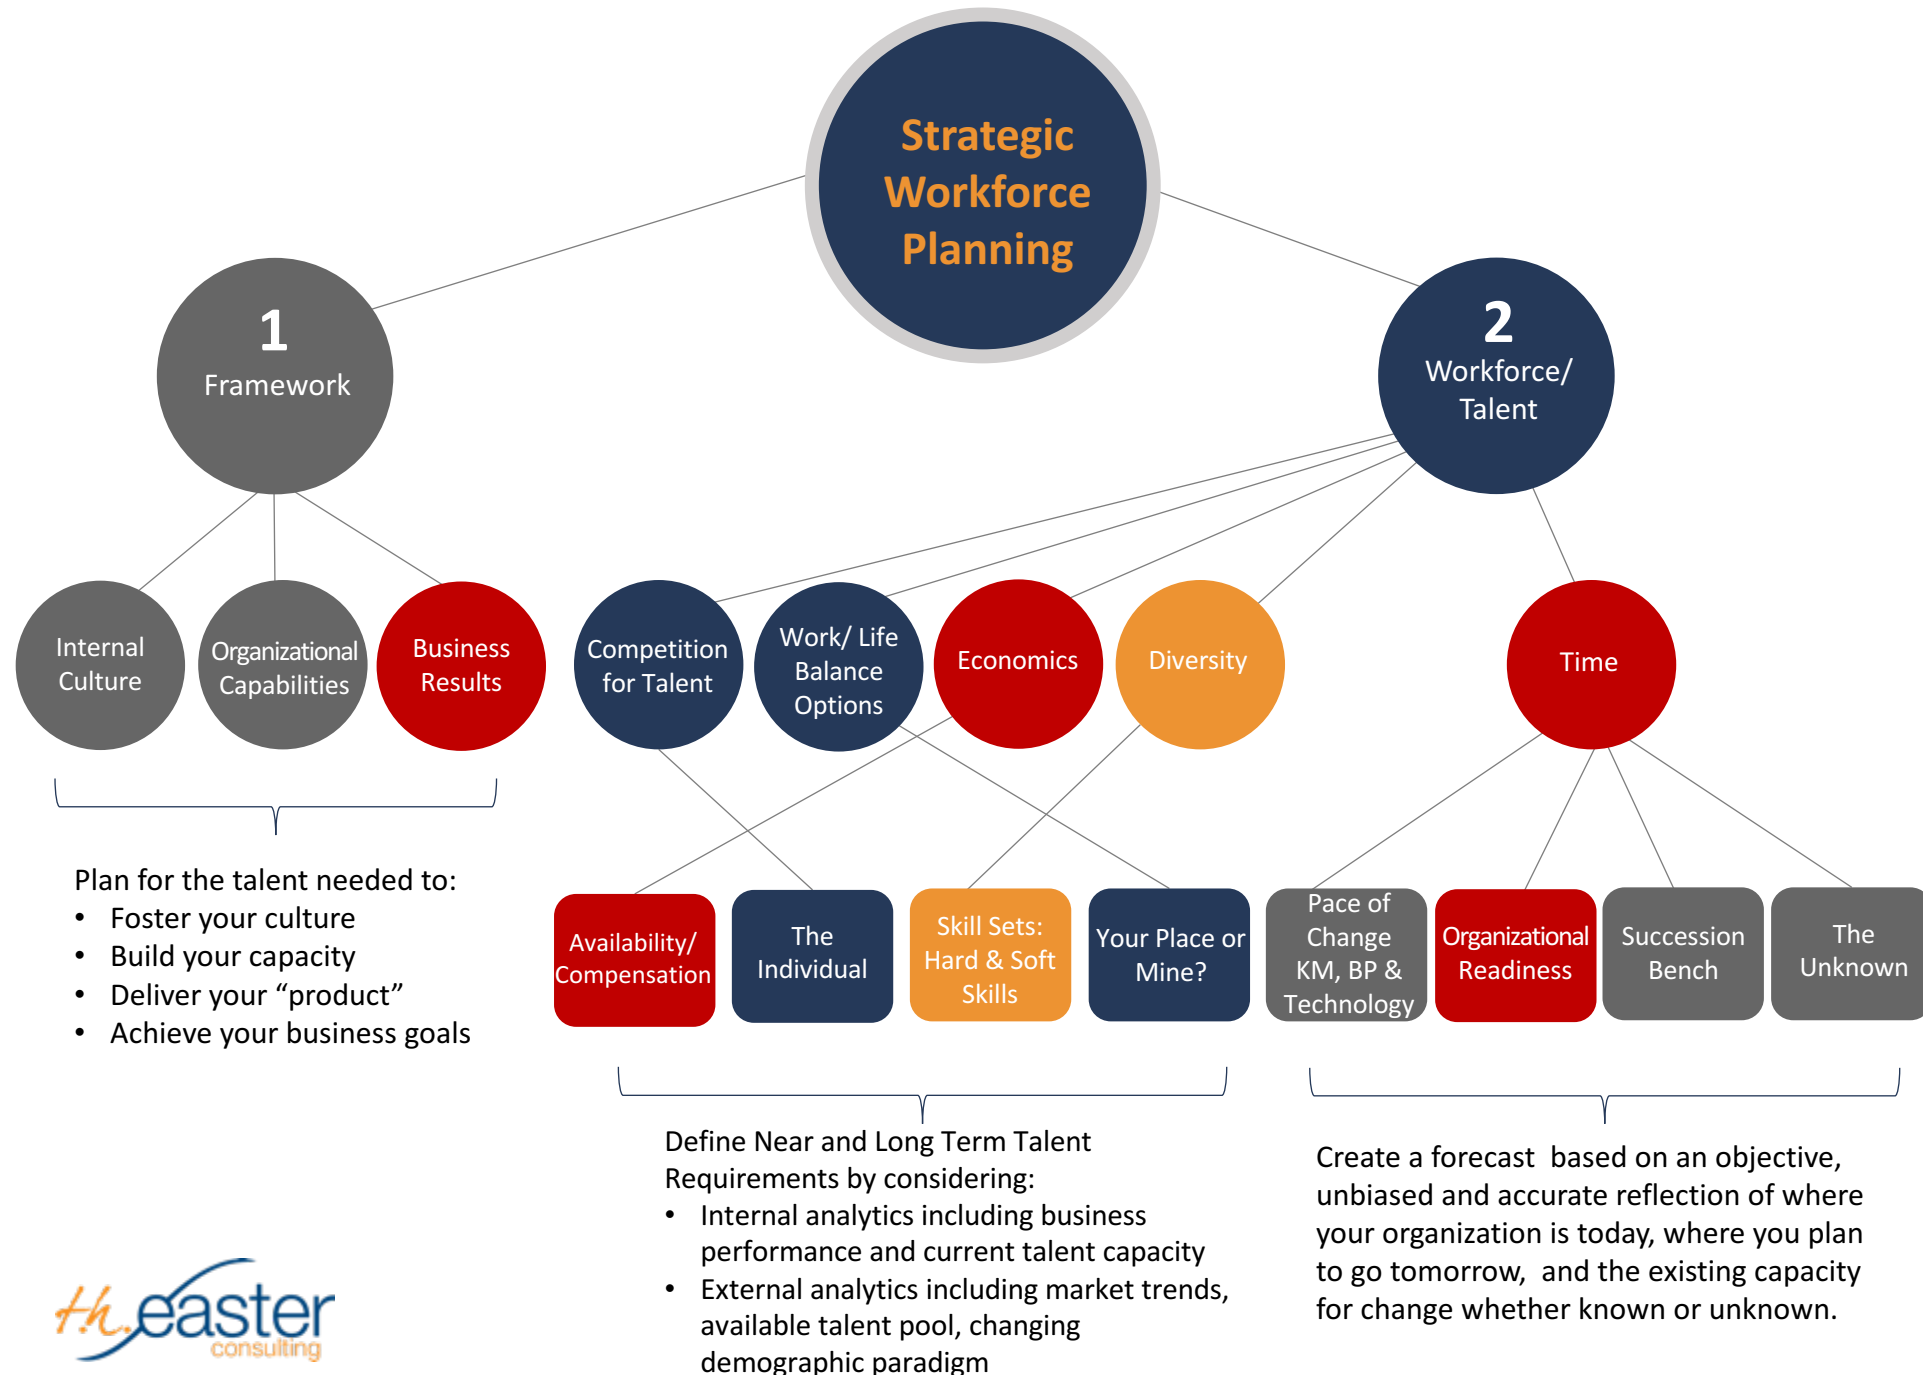 Strategic
Workforce
Planning
1
Framework
2
Workforce/
Talent
Internal
Culture
Organizational
Capabilities
Business
Results
Competition
for Talent
Work/ Life
Balance
Options
Economics
Diversity
Time
Availability/
Compensation
The
Individual
Skill Sets:
Hard & Soft
Skills
Your Place or
Mine?
Pace of
Change
KM, BP &
Technology
Organizational
Readiness
Succession
Bench
The
Unknown
Plan for the talent needed to:
• Foster your culture
• Build your capacity
• Deliver your “product”
• Achieve your business goals
Define Near and Long Term Talent
Requirements by considering:
• Internal analytics including business
performance and current talent capacity
• External analytics including market trends,
available talent pool, changing
demographic paradigm
Create a forecast  based on an objective,
unbiased and accurate reflection of where
your organization is today, where you plan
to go tomorrow,  and the existing capacity
for change whether known or unknown.
t.h.easter
consulting